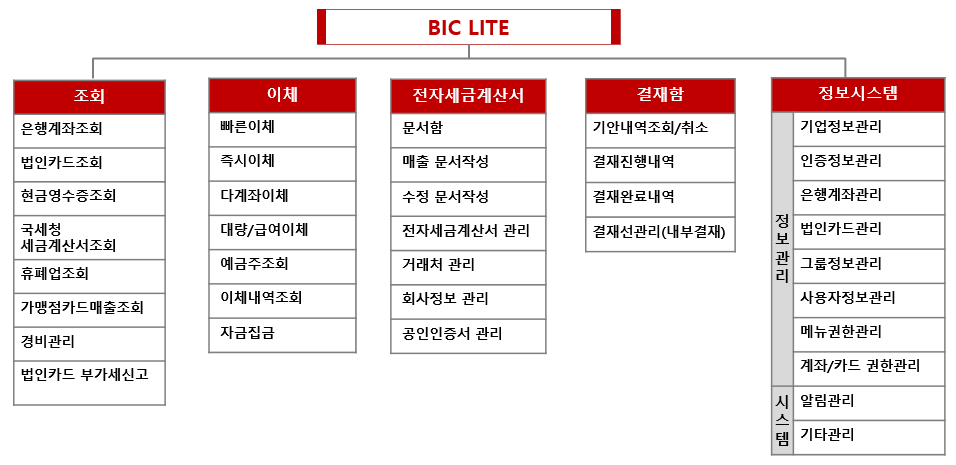 BIC LITE
조회
은행계좌조회
법인카드조회
현금영수증조회
국세청
세금계산서조회
휴폐업조회
가맹점카드매출조회
경비관리
법인카드 부가세신고
이체
빠른이체
즉시이체
다계좌이체
대량/급여이체
예금주조회
이체내역조회
자금집금
전자세금계산서
문서함
매출 문서작성
수정 문서작성
전자세금계산서 관리
거래처 관리
회사정보 관리
공인인증서 관리
결재함
기안내역조회/취소
결재진행내역
결재완료내역
결재선관리(내부결재)
정보시스템
정보관리
기업정보관리
인증정보관리
은행계좌관리
법인카드관리
그룹정보관리
사용자정보관리
메뉴권한관리
계좌/카드 권한관리
시스템
알림관리
기타관리